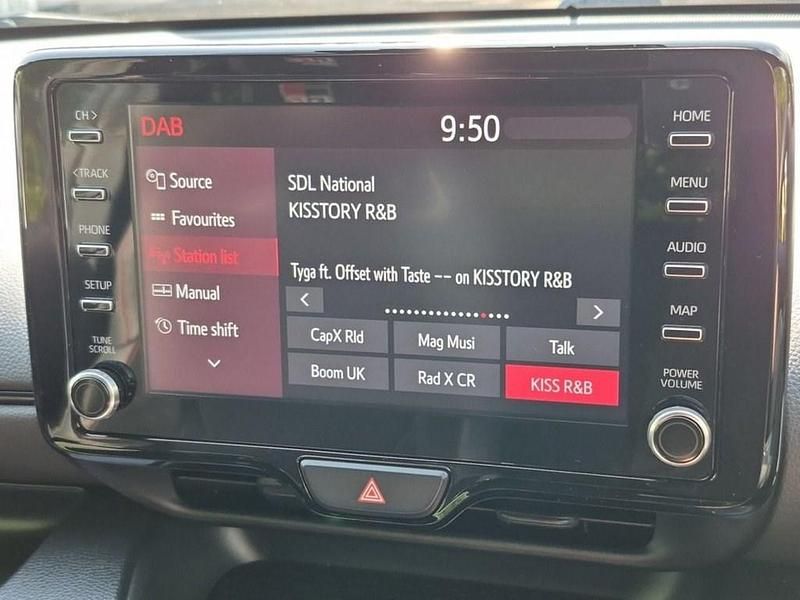 CH >
< TRACK
PHONE
SETUP
TUNE
SCROLL
DAB
9:50
Source
Favourites
Station list
Manual
Time shift
SDL National
KISSTORY R&B
Tyga ft. Offset with Taste -- on KISSTORY R&B
CapX Rld
Mag Musi
Talk
Boom UK
Rad X CR
KISS R&B
HOME
MENU
AUDIO
MAP
POWER
VOLUME